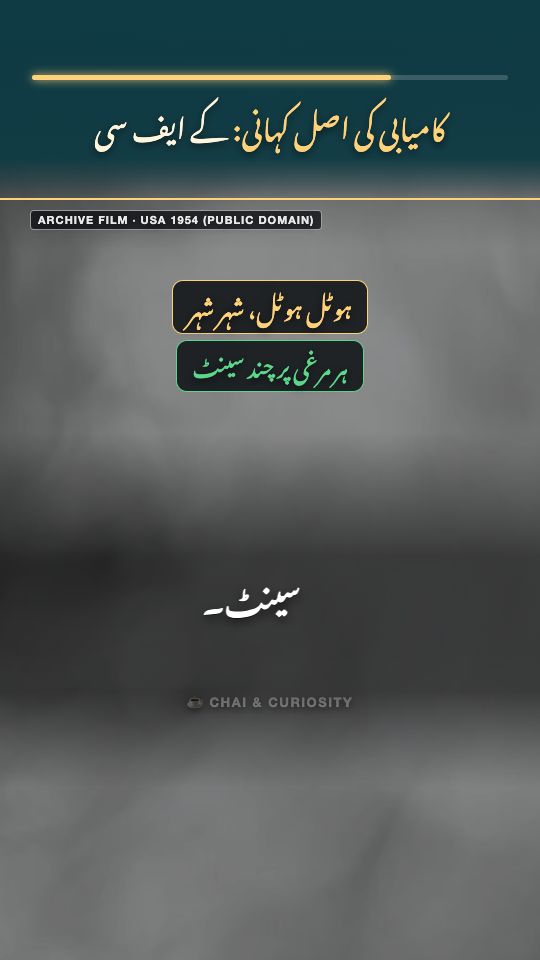 کامیابی کی اصل کہانی: کے ایف سی
ARCHIVE FILM · USA 1954 (PUBLIC DOMAIN)
ہوٹل ہوٹل، شہر شہر
ہر مرغی پر چند سینٹ
سینٹ۔
CHAI & CURIOSITY